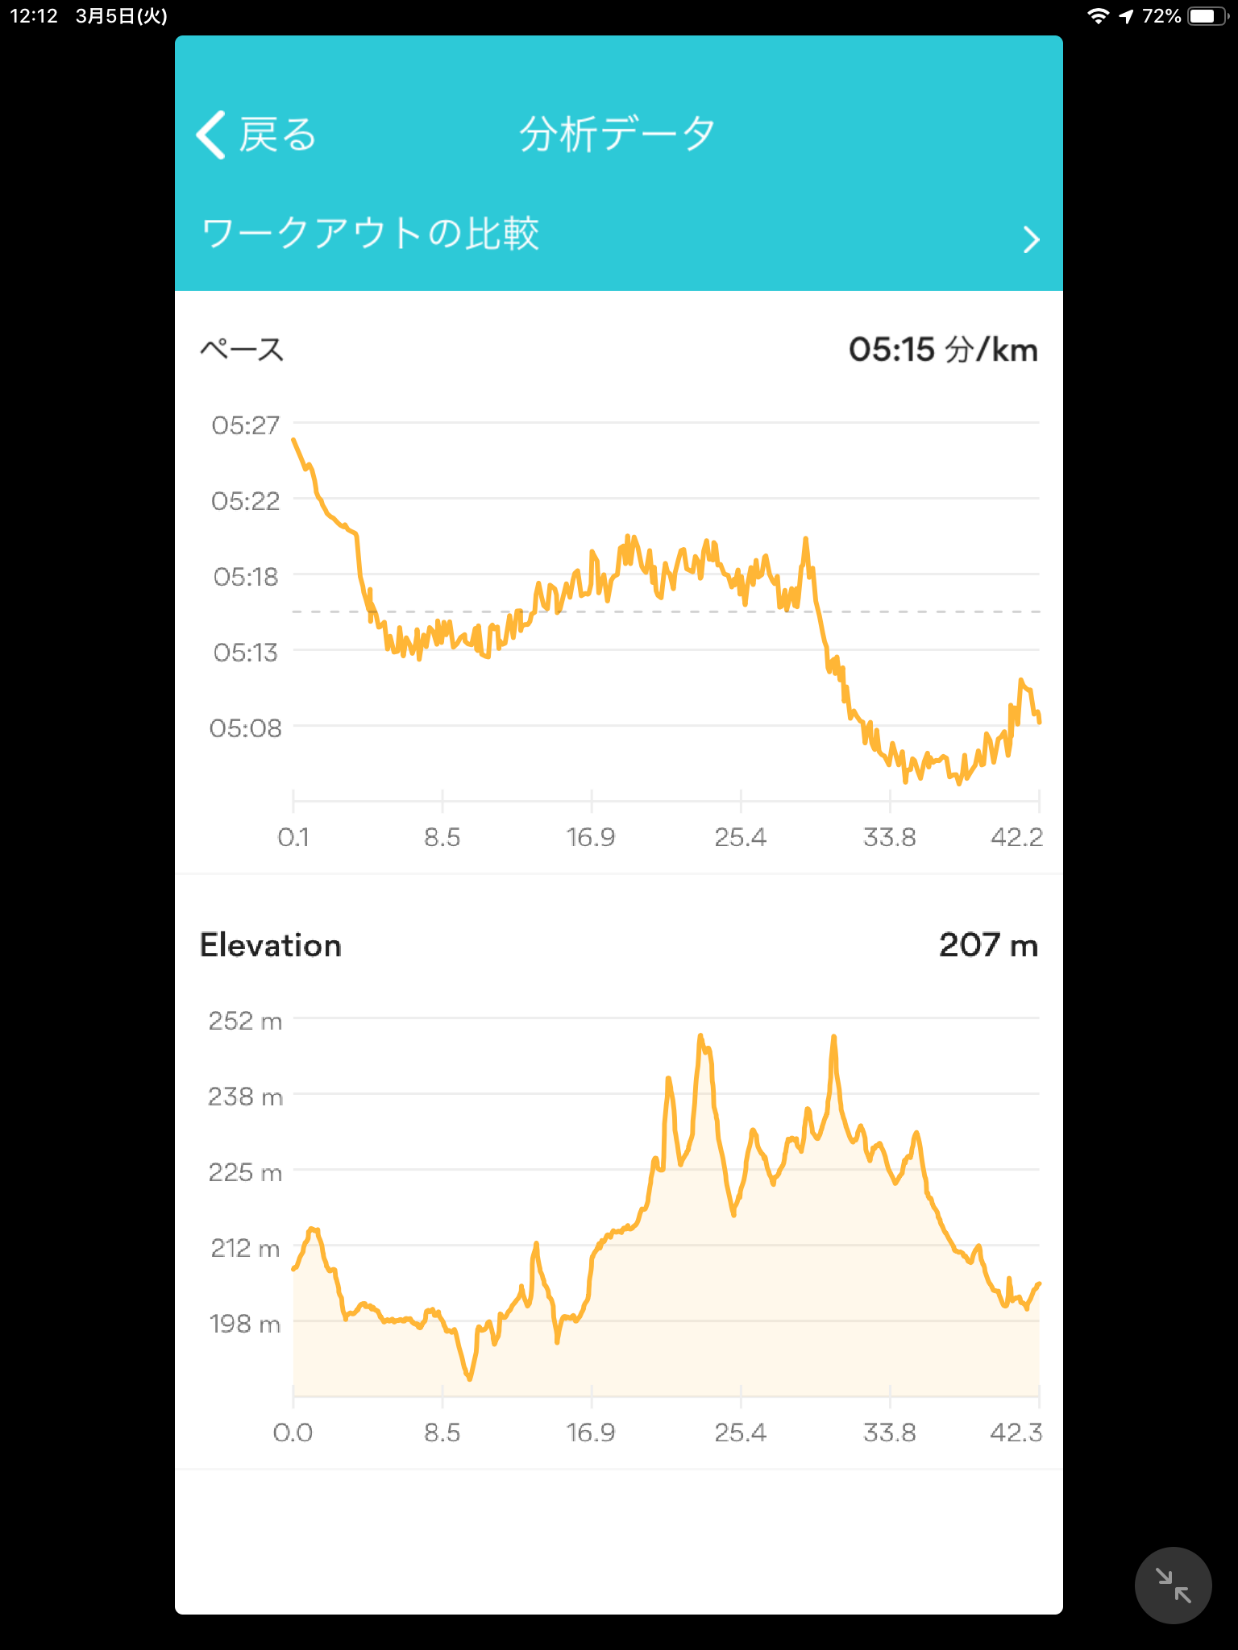 12:12 3月5日(火) 72%
戻る 分析データ
ワークアウトの比較
ペース 05:15 分/km
05:27
05:22
05:18
05:13
05:08
0.1 8.5 16.9 25.4 33.8 42.2
Elevation 207 m
252 m
238 m
225 m
212 m
198 m
0.0 8.5 16.9 25.4 33.8 42.3